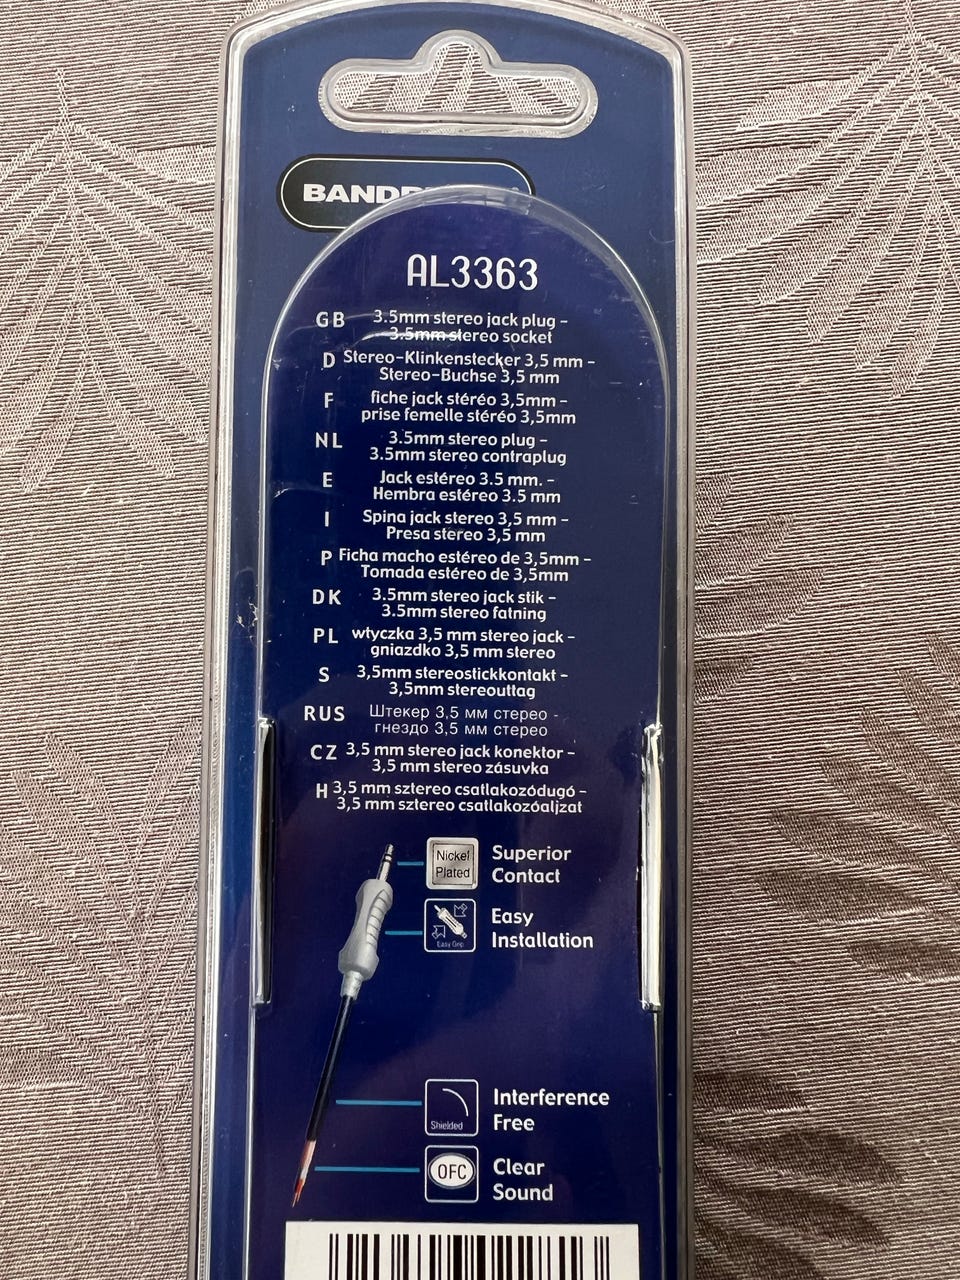 AL3363
GB 3.5mm stereo jack plug –
3.5mm stereo socket
D Stereo-Klinkenstecker 3,5 mm –
Stereo-Buchse 3,5 mm
F fiche jack stéréo 3,5mm –
prise femelle stéréo 3,5mm
NL 3.5mm stereo plug –
3.5mm stereo contraplug
E Jack estéreo 3.5 mm. –
Hembra estéreo 3.5 mm
I Spina jack stereo 3,5 mm –
Presa stereo 3,5 mm
P Ficha macho estéreo de 3,5mm –
Tomada estéreo de 3,5mm
DK 3.5mm stereo jack stik –
3.5mm stereo fatning
PL wtyczka 3,5 mm stereo jack –
gniazdko 3,5 mm stereo
S 3,5mm stereostickkontakt –
3,5mm stereouttag
RUS Штекер 3,5 мм стерео -
гнездо 3,5 мм стерео
CZ 3,5 mm stereo jack konektor –
3,5 mm stereo zásuvka
H 3,5 mm sztereo csatlakozódugó –
3,5 mm sztereo csatlakozóaljzat
Nickel
Plated
Superior
Contact
Easy Grip
Easy
Installation
Shielded
Interference
Free
OFC
Clear
Sound